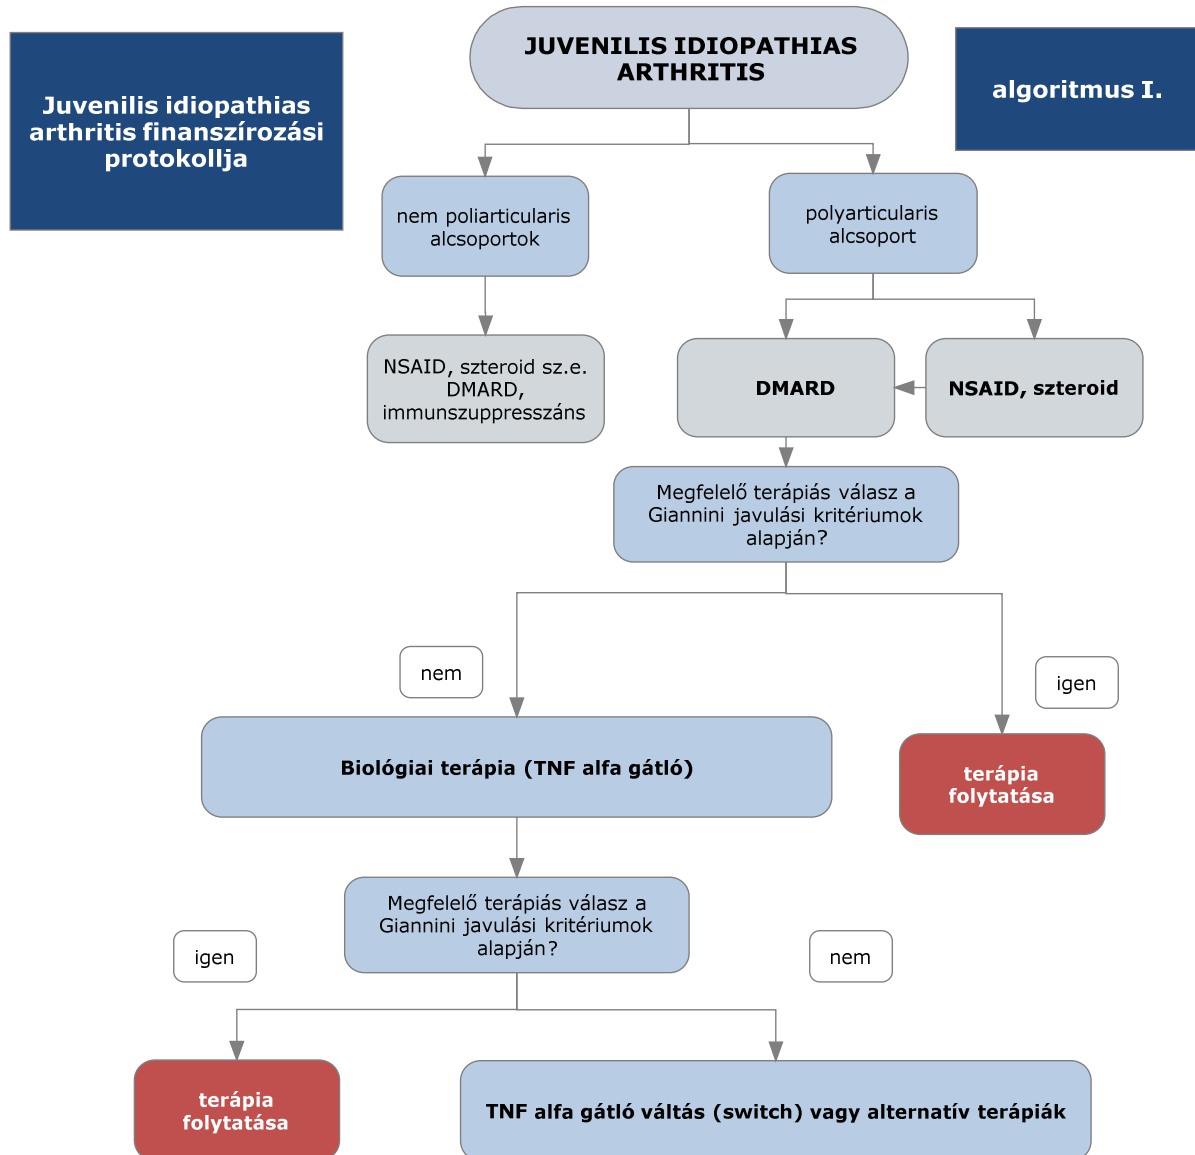 Juvenilis idiopathias
arthritis finanszírozási
protokollja
JUVENILIS IDIOPATHIAS
ARTHRITIS
algoritmus I.
nem poliarticularis
alcsoportok
polyarticularis
alcsoport
NSAID, szteroid sz.e.
DMARD,
immunszuppresszáns
DMARD
NSAID, szteroid
Megfelelő terápiás válasz a
Giannini javulási kritériumok
alapján?
nem
igen
Biológiai terápia (TNF alfa gátló)
terápia
folytatása
Megfelelő terápiás válasz a
Giannini javulási kritériumok
alapján?
igen
nem
terápia
folytatása
TNF alfa gátló váltás (switch) vagy alternatív terápiák